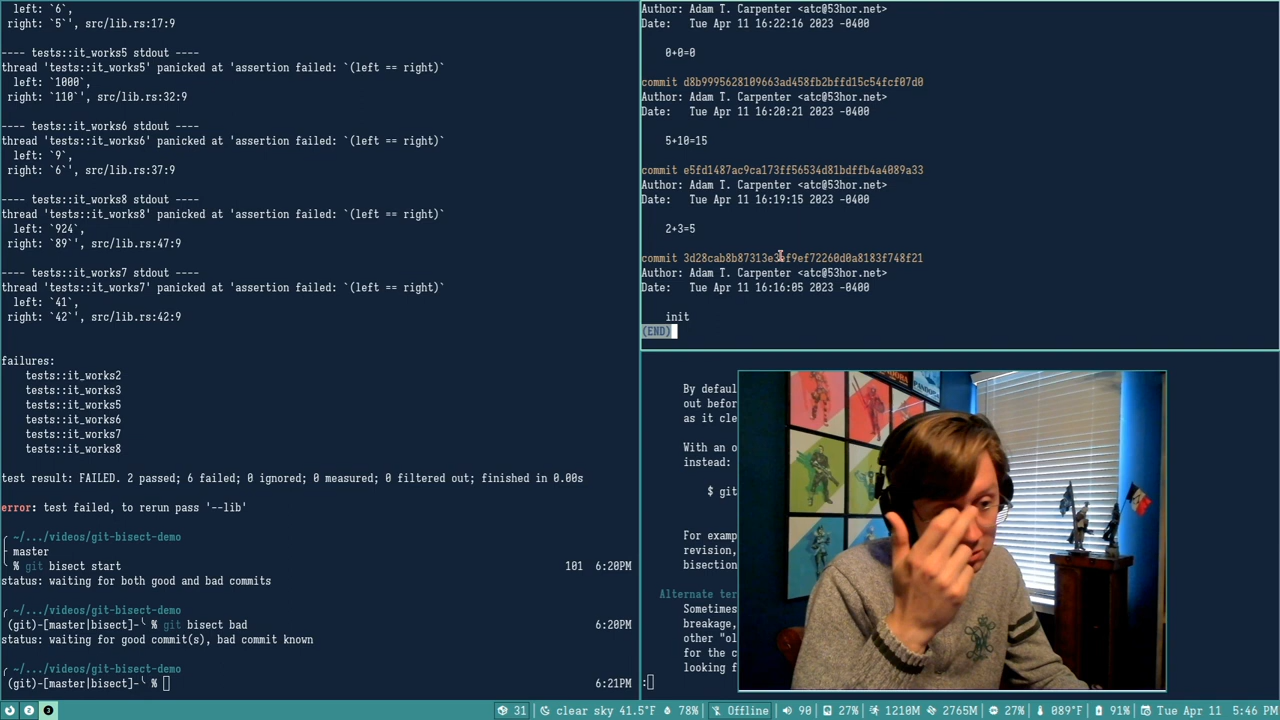 left: `6`,
right: `5`', src/lib.rs:17:9
---- tests::it_works5 stdout ----
thread 'tests::it_works5' panicked at 'assertion failed: `(left == right)`
left: `1000`,
right: `110`', src/lib.rs:32:9
---- tests::it_works6 stdout ----
thread 'tests::it_works6' panicked at 'assertion failed: `(left == right)`
left: `9`,
right: `6`', src/lib.rs:37:9
---- tests::it_works8 stdout ----
thread 'tests::it_works8' panicked at 'assertion failed: `(left == right)`
left: `924`,
right: `89`', src/lib.rs:47:9
---- tests::it_works7 stdout ----
thread 'tests::it_works7' panicked at 'assertion failed: `(left == right)`
left: `41`,
right: `42`', src/lib.rs:42:9
failures:
tests::it_works2
tests::it_works3
tests::it_works5
tests::it_works6
tests::it_works7
tests::it_works8
test result: FAILED. 2 passed; 6 failed; 0 ignored; 0 measured; 0 filtered out; finished in 0.00s
error: test failed, to rerun pass '--lib'
~/.../videos/git-bisect-demo
master
% git bisect start 101 6:20PM
status: waiting for both good and bad commits
~/.../videos/git-bisect-demo
(git)-[master|bisect]- % git bisect bad 6:20PM
status: waiting for good commit(s), bad commit known
~/.../videos/git-bisect-demo
(git)-[master|bisect]- % 6:21PM
Author: Adam T. Carpenter <atc@53hor.net>
Date: Tue Apr 11 16:22:16 2023 -0400
0+0=0
commit d8b9995628109663ad458fb2bffd15c54fcf07d0
Author: Adam T. Carpenter <atc@53hor.net>
Date: Tue Apr 11 16:20:21 2023 -0400
5+10=15
commit e5fd1487ac9ca173ff56534d81bdffb4a4089a33
Author: Adam T. Carpenter <atc@53hor.net>
Date: Tue Apr 11 16:19:15 2023 -0400
2+3=5
commit
Author: Adam T. Carpenter <atc@53hor.net>
Date: Tue Apr 11 16:16:05 2023 -0400
init
(END)
By defaul
out befor
as it cle
With an o
instead:
$ git
For examp
revision,
bisection
Alternate ter
Sometimes
breakage,
other "ol
for the c
looking f
:
2 3 31 clear sky 41.5°F 78% Offline 90 27% 1210M 2765M 27% 089°F 91% Tue Apr 11 5:46 PM